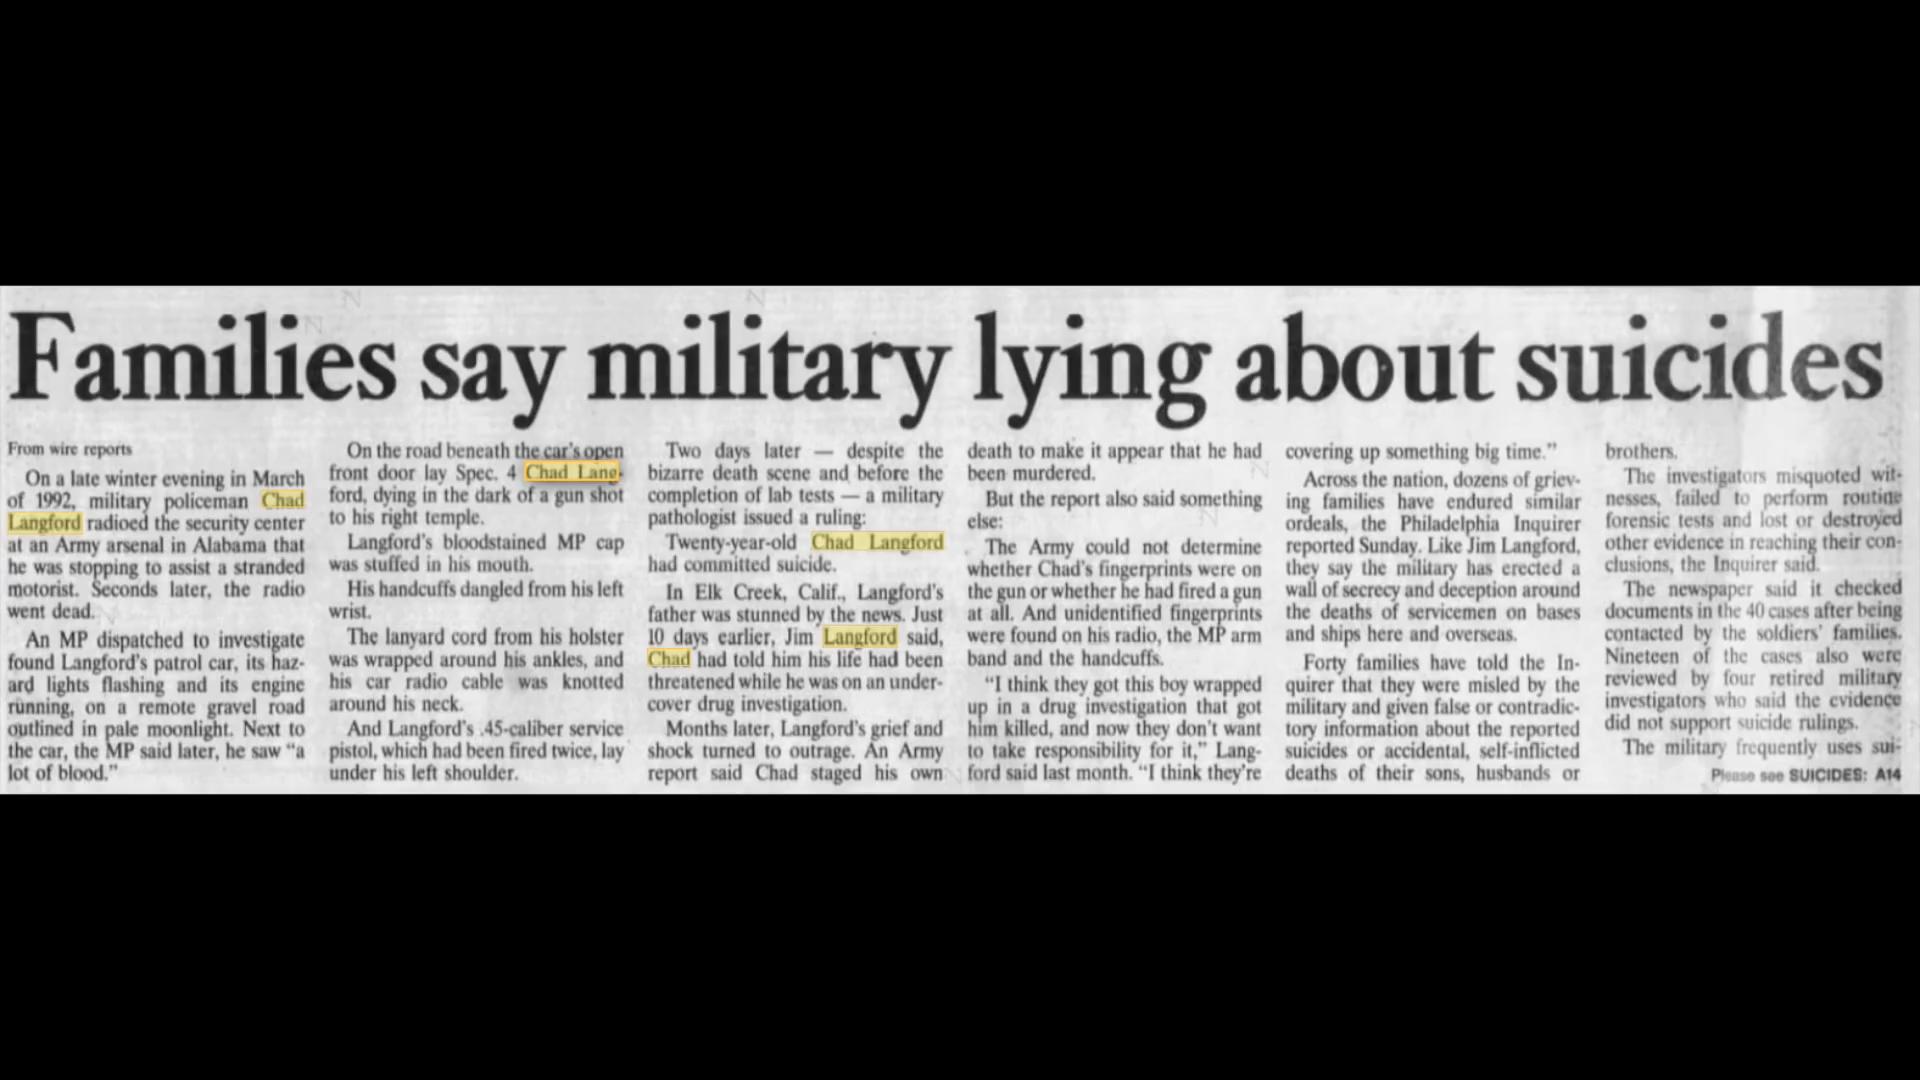 Families say military lying about suicides
From wire reports
On a late winter evening in March
of 1992, military policeman Chad
Langford radioed the security center
at an Army arsenal in Alabama that
he was stopping to assist a stranded
motorist. Seconds later, the radio
went dead.
An MP dispatched to investigate
found Langford's patrol car, its haz-
ard lights flashing and its engine
running, on a remote gravel road
outlined in pale moonlight. Next to
the car, the MP said later, he saw “a
lot of blood.”
On the road beneath the car's open
front door lay Spec. 4 Chad Lang-
ford, dying in the dark of a gun shot
to his right temple.
Langford's bloodstained MP cap
was stuffed in his mouth.
His handcuffs dangled from his left
wrist.
The lanyard cord from his holster
was wrapped around his ankles, and
his car radio cable was knotted
around his neck.
And Langford's .45-caliber service
pistol, which had been fired twice, lay
under his left shoulder.
Two days later — despite the
bizarre death scene and before the
completion of lab tests — a military
pathologist issued a ruling:
Twenty-year-old Chad Langford
had committed suicide.
In Elk Creek, Calif., Langford's
father was stunned by the news. Just
10 days earlier, Jim Langford said,
Chad had told him his life had been
threatened while he was on an under-
cover drug investigation.
Months later, Langford's grief and
shock turned to outrage. An Army
report said Chad staged his own
death to make it appear that he had
been murdered.
But the report also said something
else:
The Army could not determine
whether Chad's fingerprints were on
the gun or whether he had fired a gun
at all. And unidentified fingerprints
were found on his radio, the MP arm
band and the handcuffs.
“I think they got this boy wrapped
up in a drug investigation that got
him killed, and now they don't want
to take responsibility for it,” Lang-
ford said last month. “I think they're
covering up something big time.”
Across the nation, dozens of griev-
ing families have endured similar
ordeals, the Philadelphia Inquirer
reported Sunday. Like Jim Langford,
they say the military has erected a
wall of secrecy and deception around
the deaths of servicemen on bases
and ships here and overseas.
Forty families have told the In-
quirer that they were misled by the
military and given false or contradic-
tory information about the reported
suicides or accidental, self-inflicted
deaths of their sons, husbands or
brothers.
The investigators misquoted wit-
nesses, failed to perform routine
forensic tests and lost or destroyed
other evidence in reaching their con-
clusions, the Inquirer said.
The newspaper said it checked
documents in the 40 cases after being
contacted by the soldiers' families.
Nineteen of the cases also were
reviewed by four retired military
investigators who said the evidence
did not support suicide rulings.
The military frequently uses sui-
Please see SUICIDES: A14